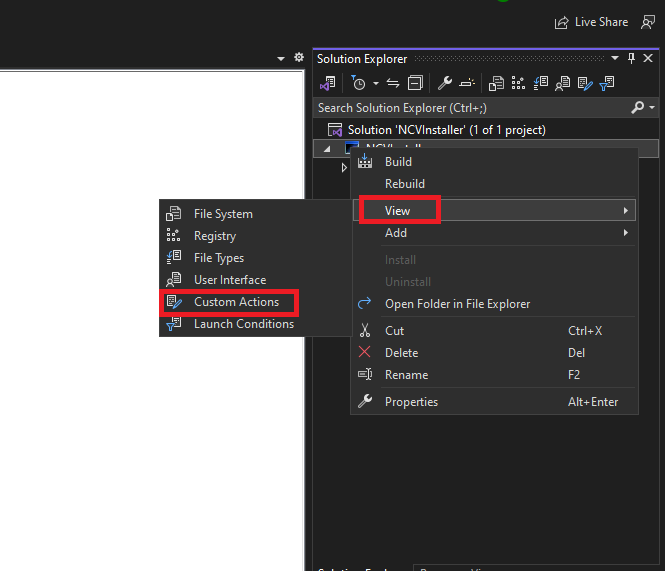 Live Share
Solution Explorer
Search Solution Explorer (Ctrl+;)
Solution 'NCVInstaller' (1 of 1 project)
Build
Rebuild
View
Add
Install
Uninstall
Open Folder in File Explorer
Cut Ctrl+X
Delete Del
Rename F2
Properties Alt+Enter
File System
Registry
File Types
User Interface
Custom Actions
Launch Conditions